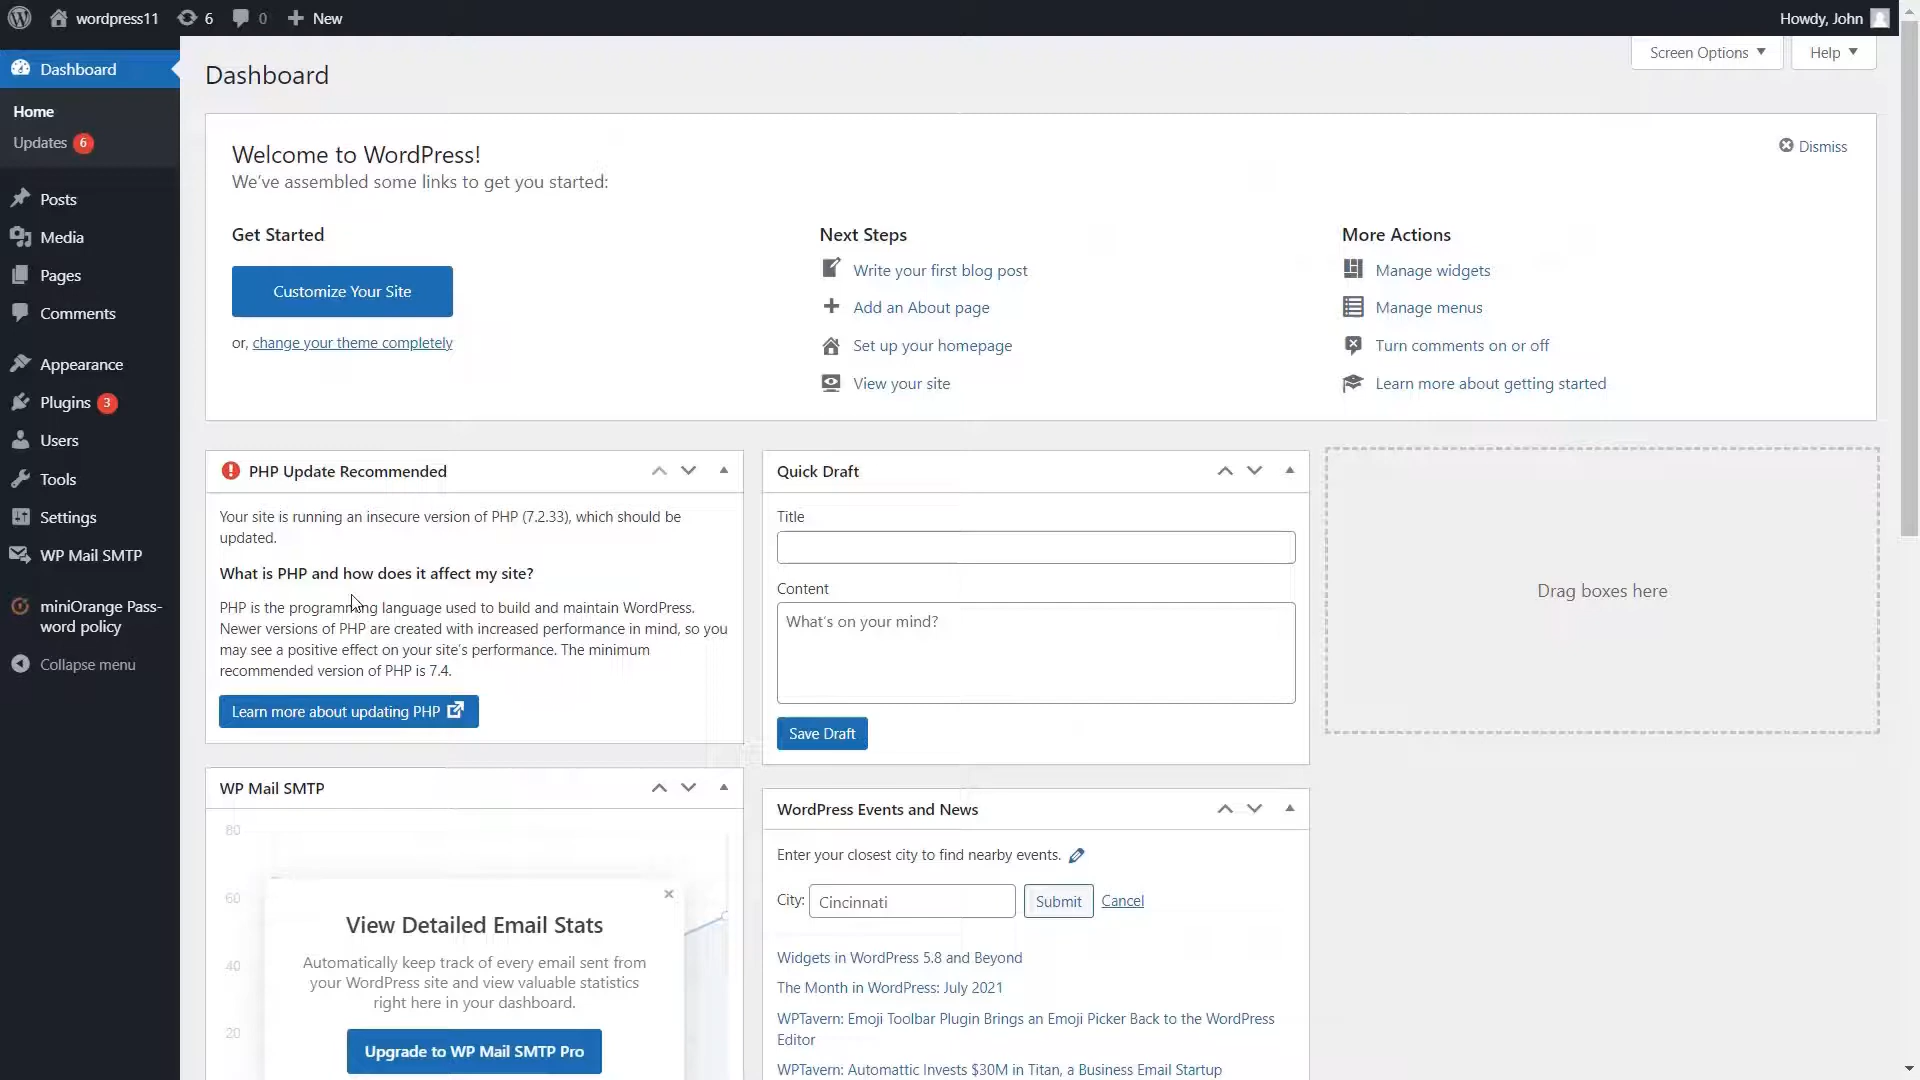 wordpress11
6
0
New
Howdy, John
Dashboard
Home
Updates 6
Posts
Media
Pages
Comments
Appearance
Plugins 3
Users
Tools
Settings
WP Mail SMTP
miniOrange Pass-
word policy
Collapse menu
Screen Options
Help
Dashboard
Welcome to WordPress!
We've assembled some links to get you started:
Dismiss
Get Started
Customize Your Site
or, change your theme completely
Next Steps
Write your first blog post
Add an About page
Set up your homepage
View your site
More Actions
Manage widgets
Manage menus
Turn comments on or off
Learn more about getting started
PHP Update Recommended
Your site is running an insecure version of PHP (7.2.33), which should be
updated.
What is PHP and how does it affect my site?
PHP is the programming language used to build and maintain WordPress.
Newer versions of PHP are created with increased performance in mind, so you
may see a positive effect on your site's performance. The minimum
recommended version of PHP is 7.4.
Learn more about updating PHP
WP Mail SMTP
80
60
40
20
View Detailed Email Stats
Automatically keep track of every email sent from
your WordPress site and view valuable statistics
right here in your dashboard.
Upgrade to WP Mail SMTP Pro
Quick Draft
Title
Content
What's on your mind?
Save Draft
WordPress Events and News
Enter your closest city to find nearby events.
City: Cincinnati Submit Cancel
Widgets in WordPress 5.8 and Beyond
The Month in WordPress: July 2021
WPTavern: Emoji Toolbar Plugin Brings an Emoji Picker Back to the WordPress
Editor
WPTavern: Automattic Invests $30M in Titan, a Business Email Startup
Drag boxes here